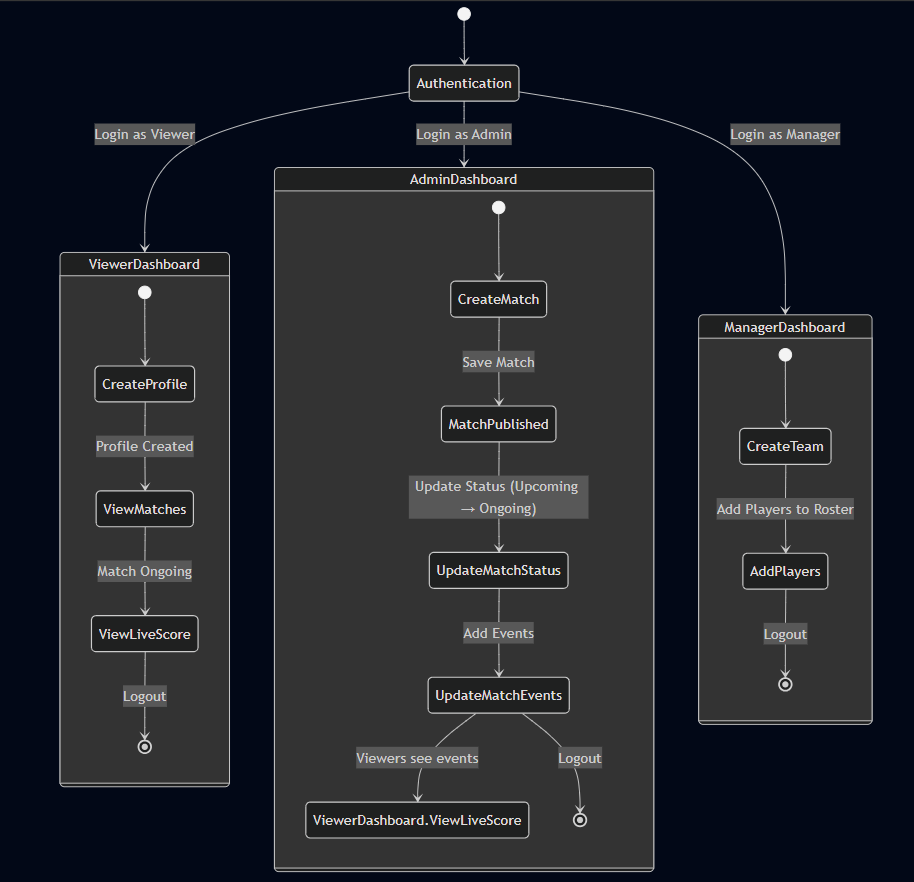 Authentication
Login as Viewer
Login as Admin
Login as Manager
AdminDashboard
CreateMatch
Save Match
MatchPublished
Update Status (Upcoming
→ Ongoing)
UpdateMatchStatus
Add Events
UpdateMatchEvents
Viewers see events
Logout
ViewerDashboard.ViewLiveScore
ViewerDashboard
CreateProfile
Profile Created
ViewMatches
Match Ongoing
ViewLiveScore
Logout
ManagerDashboard
CreateTeam
Add Players to Roster
AddPlayers
Logout